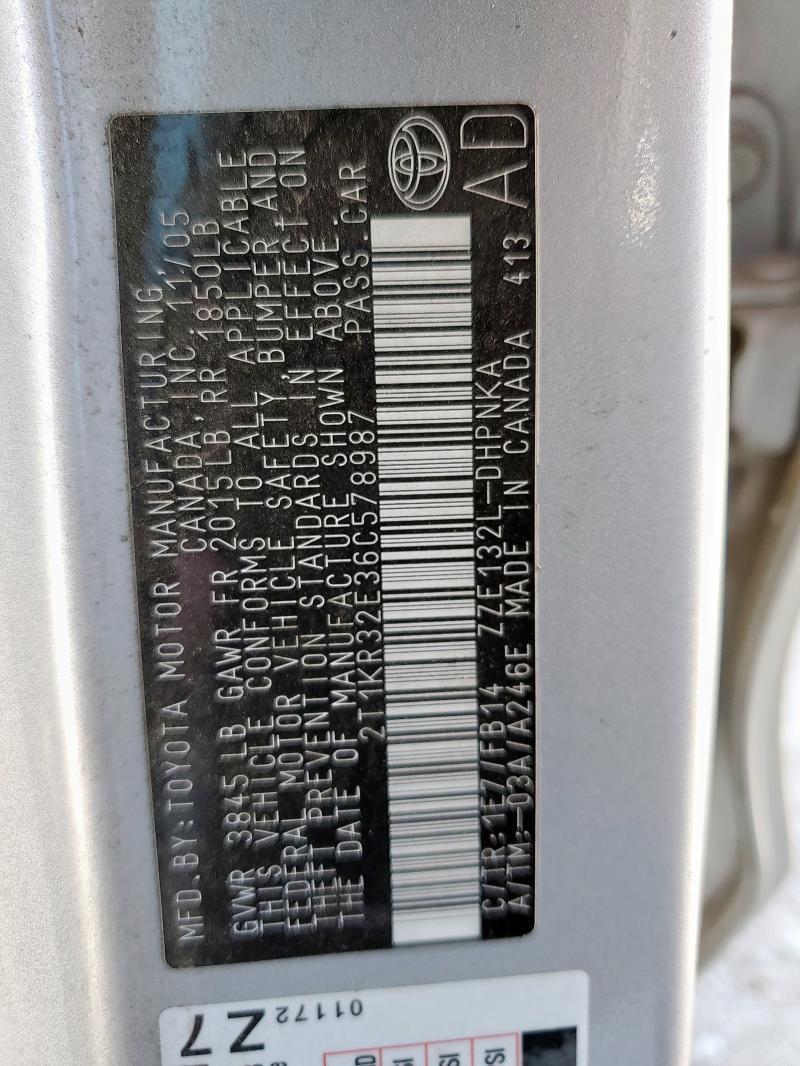 MFD. BY: TOYOTA MOTOR MANUFACTURING
CANADA, INC. 11/05
GVWR 3845 LB GAWR FR 2015LB RR 1850LB
THIS VEHICLE CONFORMS TO ALL APPLICABLE
FEDERAL MOTOR VEHICLE SAFETY, BUMPER AND
THEFT PREVENTION STANDARDS IN EFFECT ON
THE DATE OF MANUFACTURE SHOWN ABOVE.
2T1KR32E36C578987 PASS.CAR
C/TR: 1E7/FB14 ZZE132L-DHPNKA
A/TM: -03A/A246E MADE IN CANADA 413
AD
01172
Z7